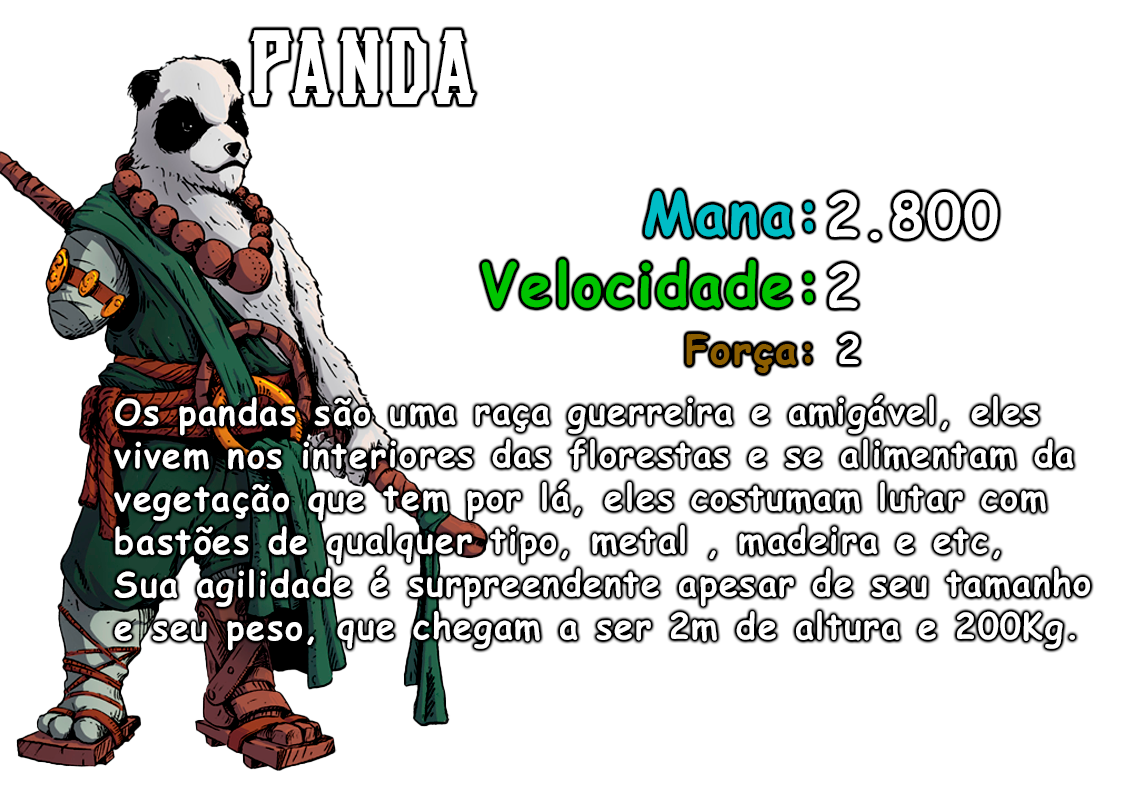 PANDA
Mana:2.800
Velocidade:2
Força: 2
Os pandas são uma raça guerreira e amigável, eles
vivem nos interiores das florestas e se alimentam da
vegetação que tem por lá, eles costumam lutar com
bastões de qualquer tipo, metal , madeira e etc,
Sua agilidade é surpreendente apesar de seu tamanho
e seu peso, que chegam a ser 2m de altura e 200Kg.